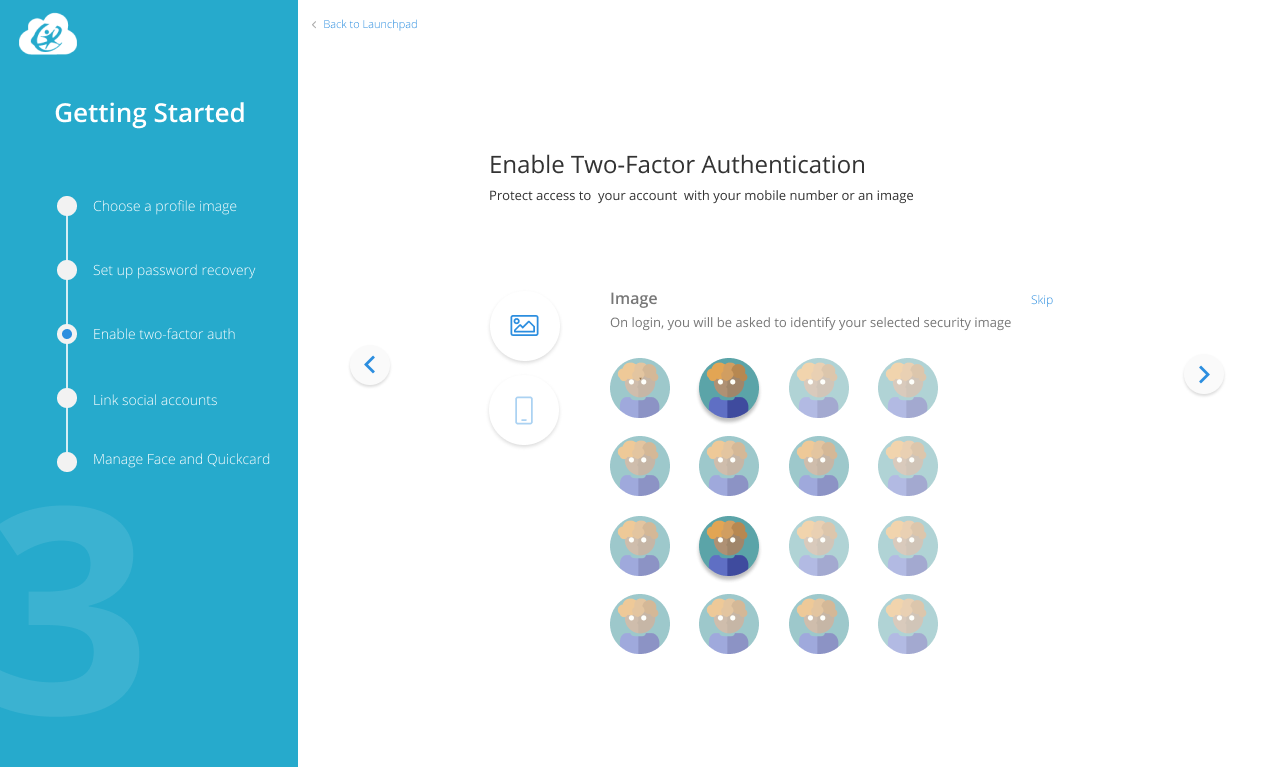 Back to Launchpad
Getting Started
Choose a profile image
Set up password recovery
Enable two-factor auth
Link social accounts
Manage Face and Quickcard
3
Enable Two-Factor Authentication
Protect access to  your account  with your mobile number or an image
Image
Skip
On login, you will be asked to identify your selected security image